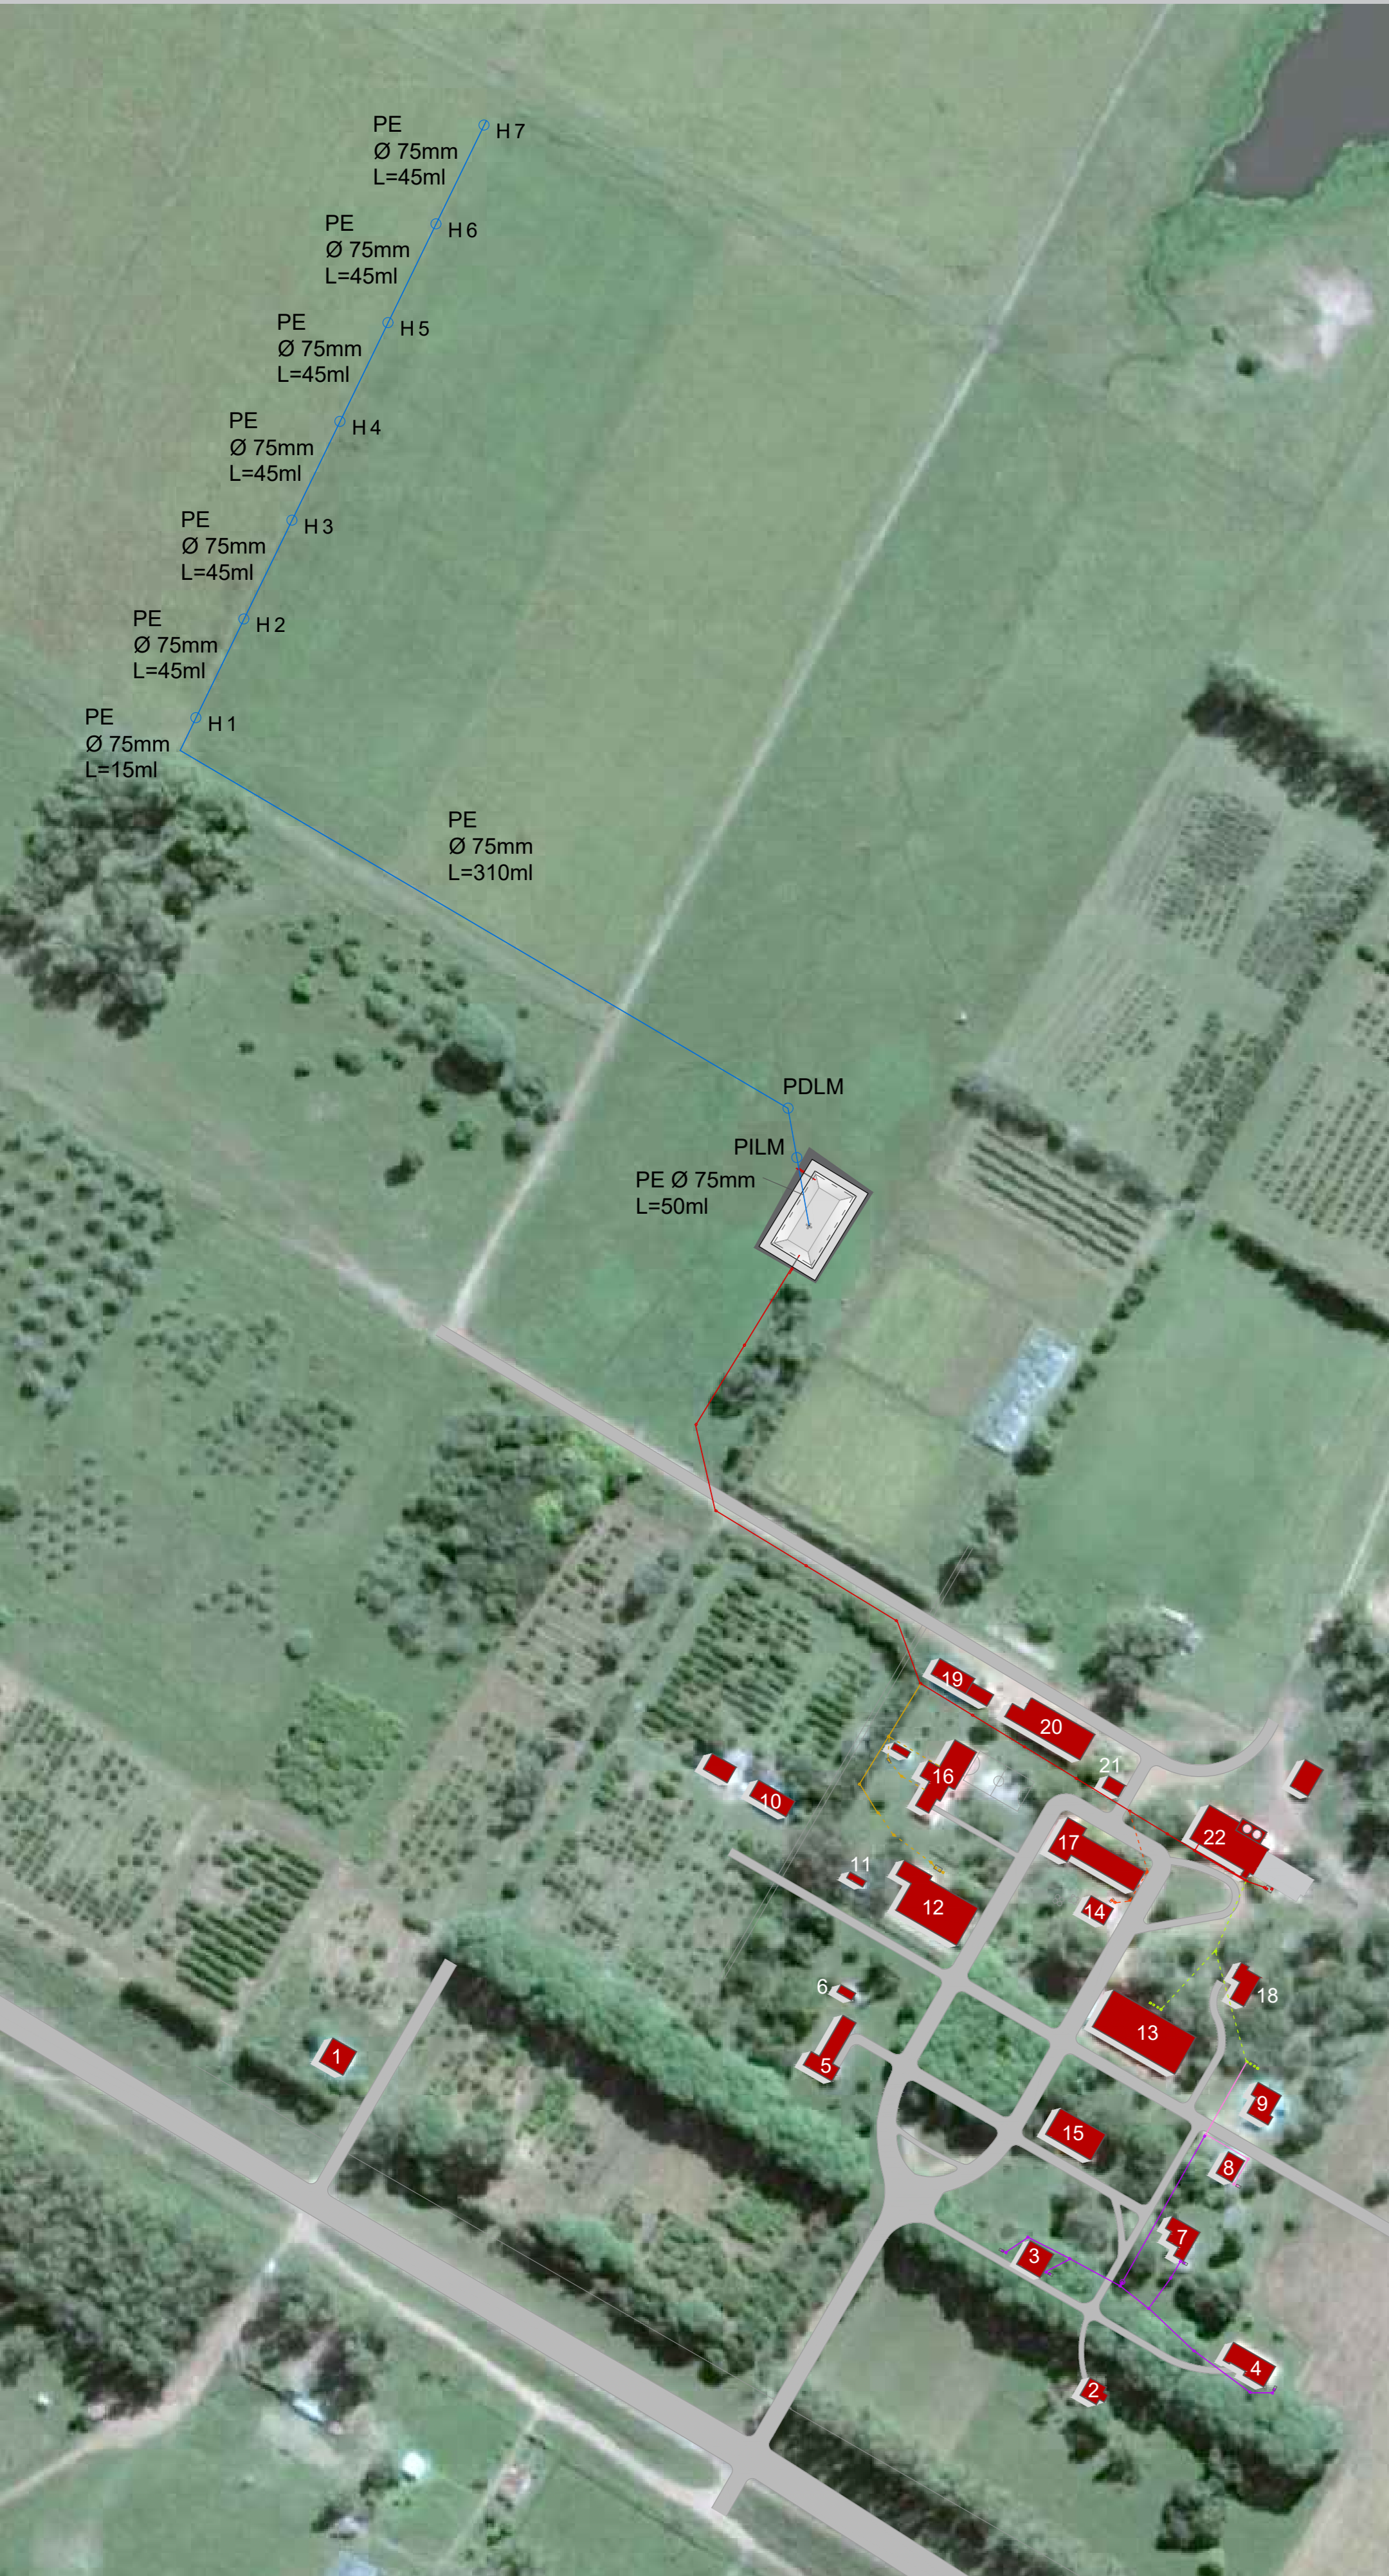 PE
Ø 75mm
L=45ml
H 7
PE
Ø 75mm
L=45ml
H 6
PE
Ø 75mm
L=45ml
H 5
PE
Ø 75mm
L=45ml
H 4
PE
Ø 75mm
L=45ml
H 3
PE
Ø 75mm
L=45ml
H 2
PE
Ø 75mm
L=15ml
H 1
PE
Ø 75mm
L=310ml
PDLM
PILM
PE Ø 75mm
L=50ml
19
20
21
16
10
22
17
11
12
14
6
18
13
5
1
9
15
8
7
3
4
2